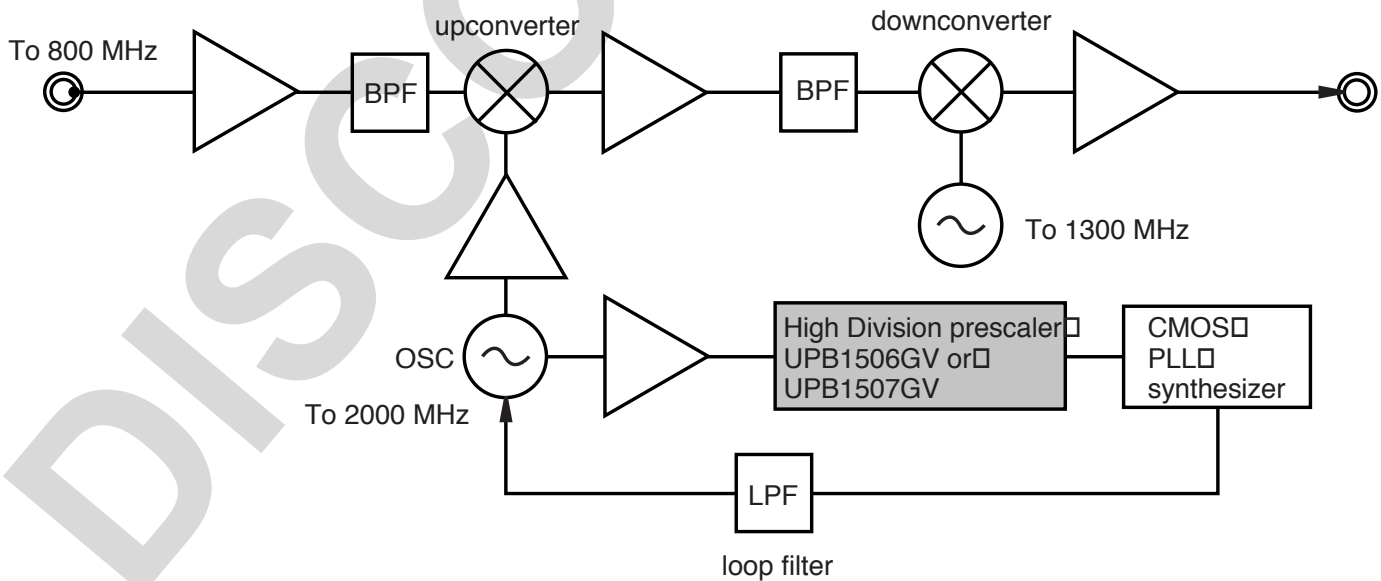 upconverter
downconverter
To 800 MHz
BPF
BPF
To 1300 MHz
High Division prescaler□
UPB1506GV or□
UPB1507GV
CMOS□
PLL□
synthesizer
OSC
To 2000 MHz
LPF
loop filter
DISCO